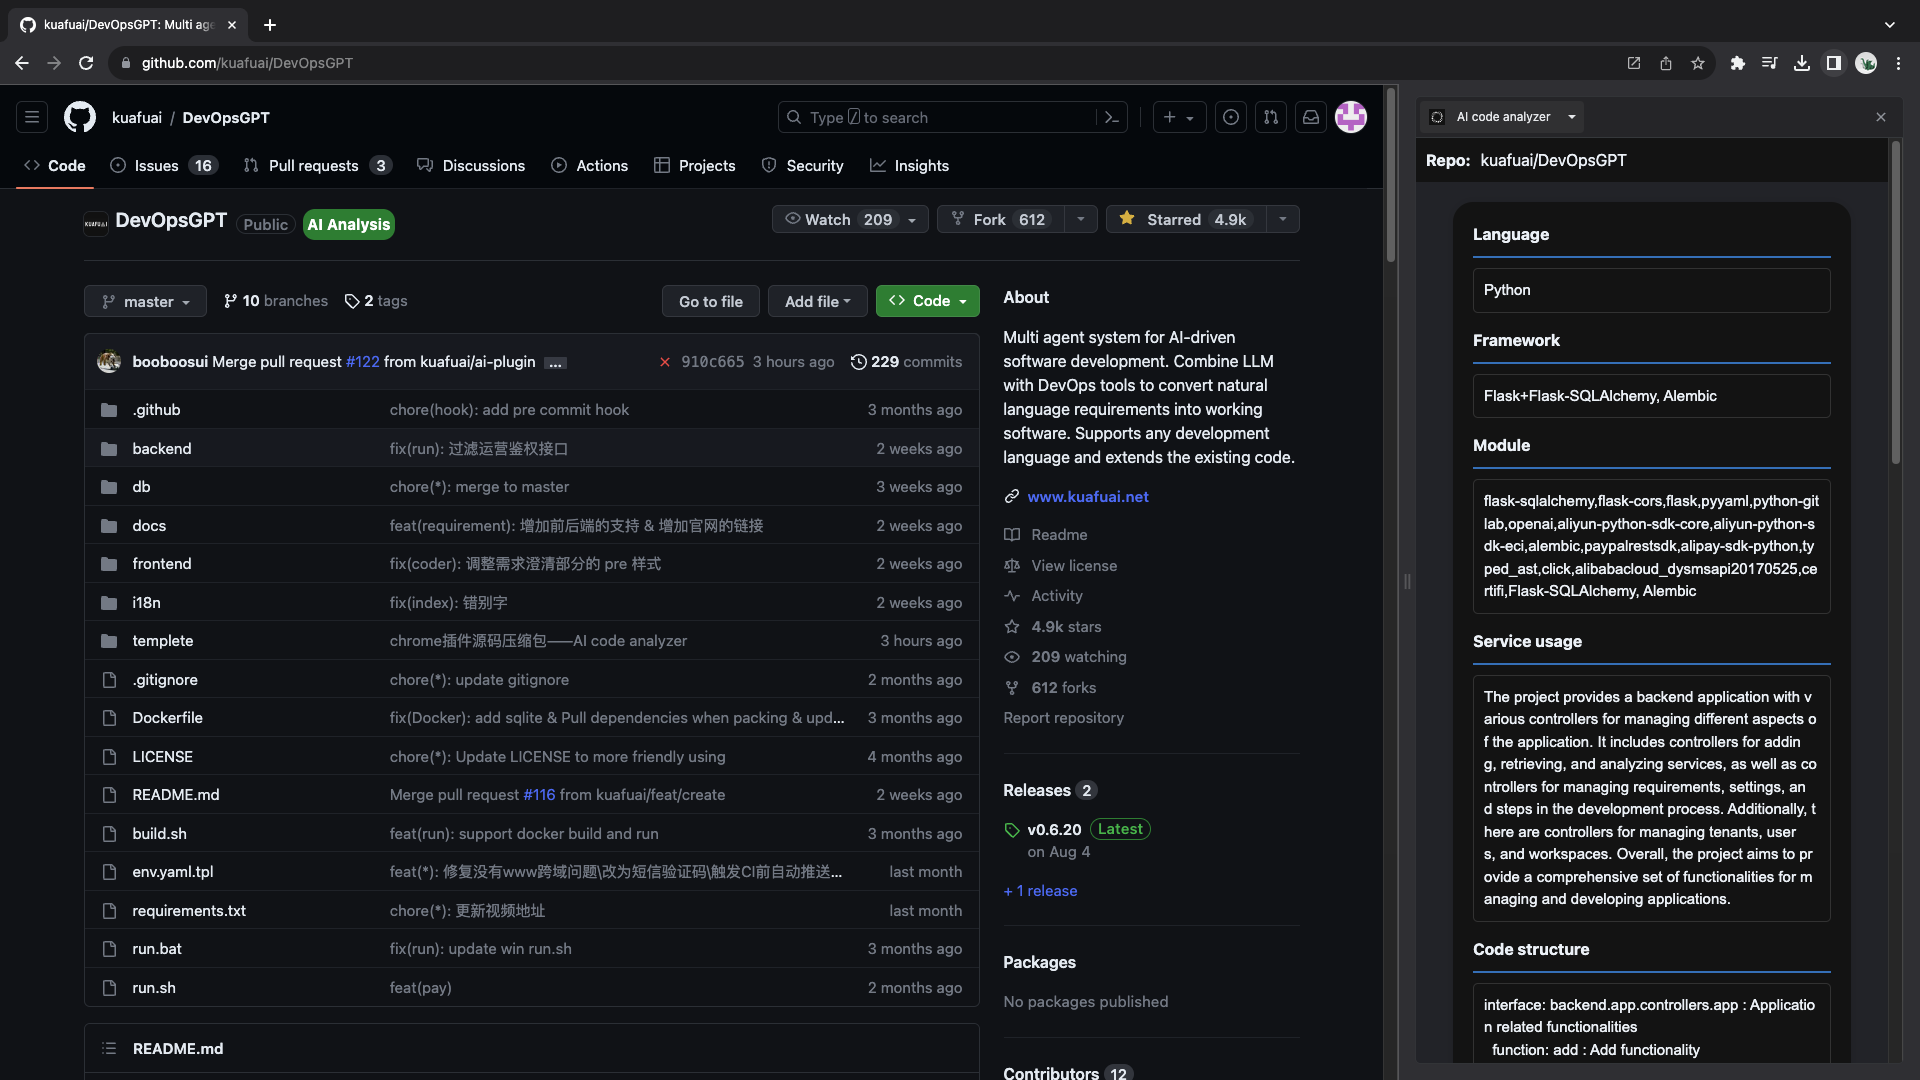 kuafuai/DevOpsGPT: Multi age
github.com/kuafuai/DevOpsGPT
kuafuai / DevOpsGPT
Type / to search
Code
Issues 16
Pull requests 3
Discussions
Actions
Projects
Security
Insights
KUAFUAI
DevOpsGPT Public AI Analysis
Watch 209
Fork 612
Starred 4.9k
master
10 branches
2 tags
Go to file
Add file
Code
booboosui Merge pull request #122 from kuafuai/ai-plugin ...
910c665 3 hours ago
229 commits
.github chore(hook): add pre commit hook 3 months ago
backend fix(run): 过滤运营鉴权接口 2 weeks ago
db chore(*): merge to master 3 weeks ago
docs feat(requirement): 增加前后端的支持 & 增加官网的链接 2 weeks ago
frontend fix(coder): 调整需求澄清部分的 pre 样式 2 weeks ago
i18n fix(index): 错别字 2 weeks ago
templete chrome插件源码压缩包——AI code analyzer 3 hours ago
.gitignore chore(*): update gitignore 2 months ago
Dockerfile fix(Docker): add sqlite & Pull dependencies when packing & upd... 3 months ago
LICENSE chore(*): Update LICENSE to more friendly using 4 months ago
README.md Merge pull request #116 from kuafuai/feat/create 2 weeks ago
build.sh feat(run): support docker build and run 3 months ago
env.yaml.tpl feat(*): 修复没有www跨域问题\改为短信验证码\触发CI前自动推送... last month
requirements.txt chore(*): 更新视频地址 last month
run.bat fix(run): update win run.sh 3 months ago
run.sh feat(pay) 2 months ago
README.md
About
Multi agent system for AI-driven
software development. Combine LLM
with DevOps tools to convert natural
language requirements into working
software. Supports any development
language and extends the existing code.
www.kuafuai.net
Readme
View license
Activity
4.9k stars
209 watching
612 forks
Report repository
Releases 2
v0.6.20 Latest
on Aug 4
+ 1 release
Packages
No packages published
Contributors 12
AI code analyzer
Repo: kuafuai/DevOpsGPT
Language
Python
Framework
Flask+Flask-SQLAlchemy, Alembic
Module
flask-sqlalchemy,flask-cors,flask,pyyaml,python-git
lab,openai,aliyun-python-sdk-core,aliyun-python-s
dk-eci,alembic,paypalrestsdk,alipay-sdk-python,ty
ped_ast,click,alibabacloud_dysmsapi20170525,ce
rtifi,Flask-SQLAlchemy, Alembic
Service usage
The project provides a backend application with v
arious controllers for managing different aspects o
f the application. It includes controllers for addin
g, retrieving, and analyzing services, as well as co
ntrollers for managing requirements, settings, an
d steps in the development process. Additionally, t
here are controllers for managing tenants, user
s, and workspaces. Overall, the project aims to pr
ovide a comprehensive set of functionalities for m
anaging and developing applications.
Code structure
interface: backend.app.controllers.app : Applicatio
n related functionalities
function: add : Add functionality